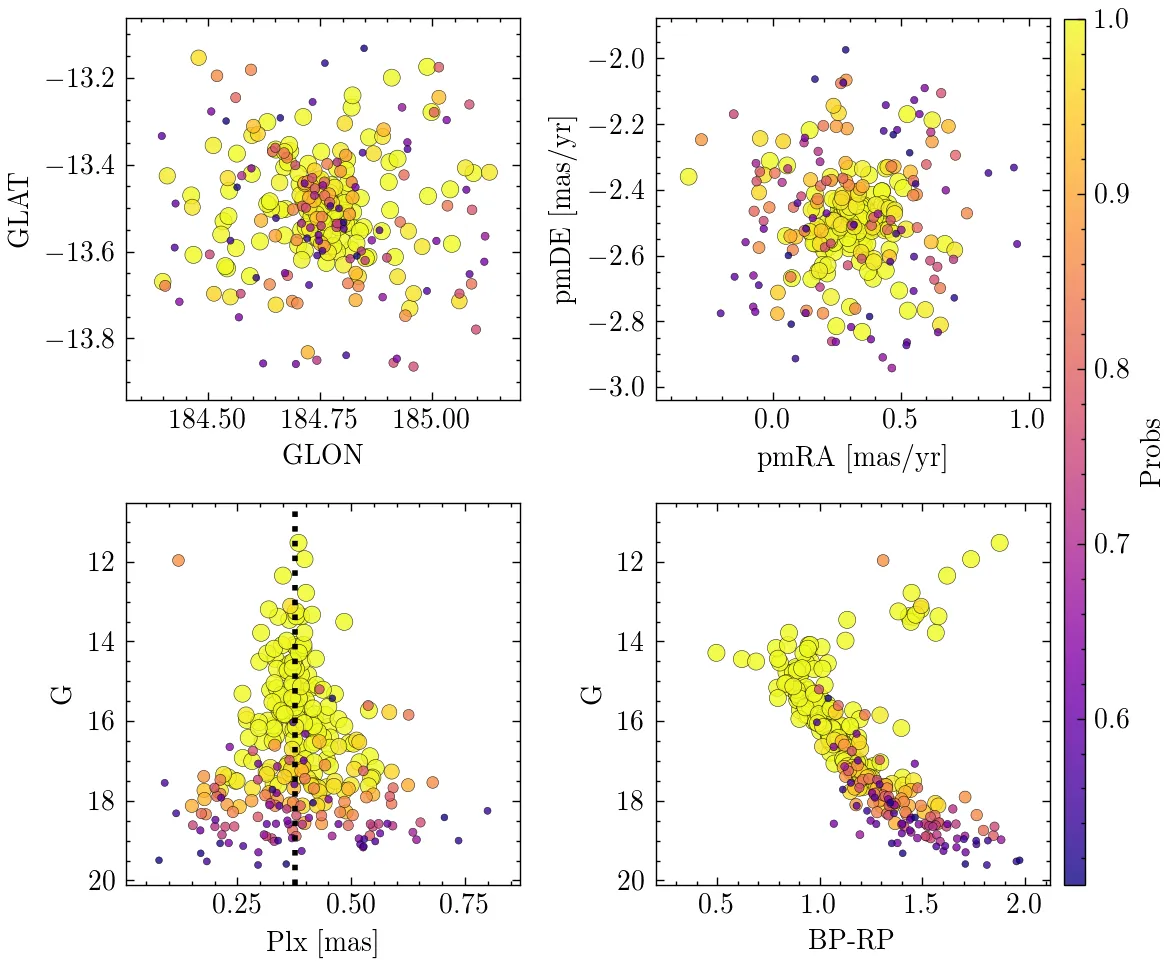 −13.2
−13.4
−13.6
−13.8
GLAT
184.50 184.75 185.00
GLON
−2.0
−2.2
−2.4
−2.6
−2.8
−3.0
pmDE [mas/yr]
0.0 0.5 1.0
pmRA [mas/yr]
12
14
16
18
20
G
0.25 0.50 0.75
Plx [mas]
12
14
16
18
20
G
0.5 1.0 1.5 2.0
BP-RP
1.0
0.9
0.8
0.7
0.6
Probs